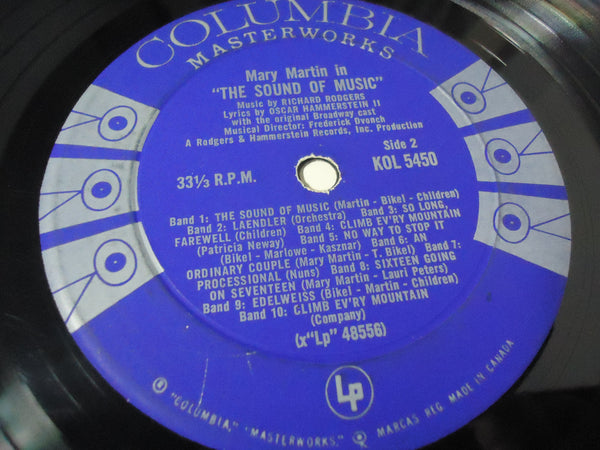 COLUMBIA
MASTERWORKS
Mary Martin in
"THE SOUND OF MUSIC"
Music by RICHARD RODGERS
Lyrics by OSCAR HAMMERSTEIN II
with the original Broadway cast
Musical Director: Frederick Dvonch
A Rodgers & Hammerstein Records, Inc. Production
Side 2
33⅓ R.P.M.
KOL 5450
Band 1: THE SOUND OF MUSIC (Martin - Bikel - Children)
Band 2: LAENDLER (Orchestra) Band 3: SO LONG,
FAREWELL (Children) Band 4: CLIMB EV'RY MOUNTAIN
(Patricia Neway) Band 5: NO WAY TO STOP IT
(Bikel - Marlowe - Kasznar) Band 6: AN
ORDINARY COUPLE (Mary Martin - T. Bikel) Band 7:
PROCESSIONAL (Nuns) Band 8: SIXTEEN GOING
ON SEVENTEEN (Mary Martin - Lauri Peters)
Band 9: EDELWEISS (Bikel - Martin - Children)
Band 10: CLIMB EV'RY MOUNTAIN
(Company)
(x"Lp" 48556)
Lp
"COLUMBIA," "MASTERWORKS," MARCAS REG. MADE IN CANADA